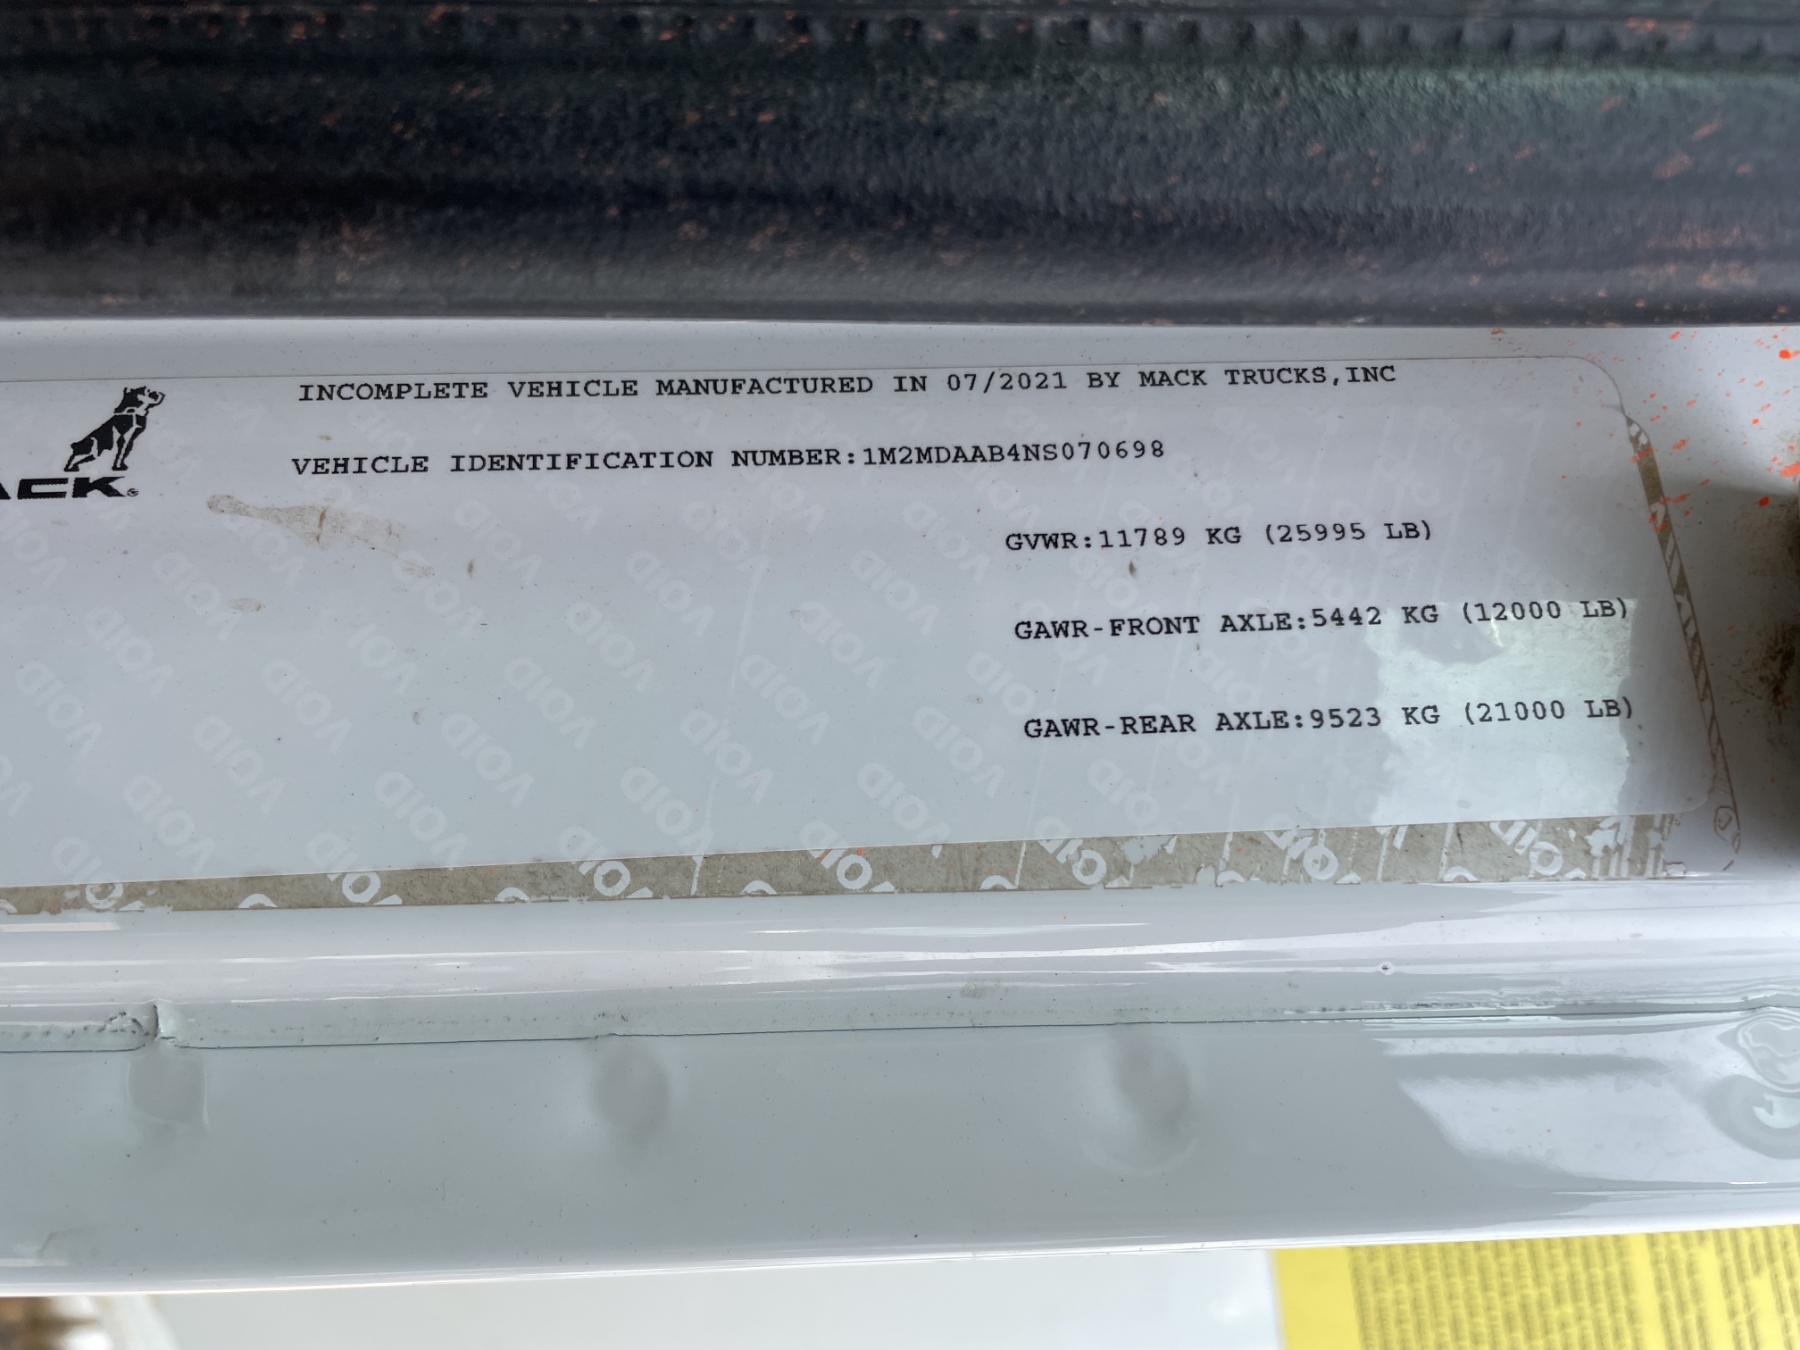 INCOMPLETE VEHICLE MANUFACTURED IN 07/2021 BY MACK TRUCKS,INC
ACK®
VEHICLE IDENTIFICATION NUMBER:1M2MDAAB4NS070698
GVWR:11789 KG (25995 LB)
GAWR-FRONT AXLE:5442 KG (12000 LB)
GAWR-REAR AXLE:9523 KG (21000 LB)
VOID